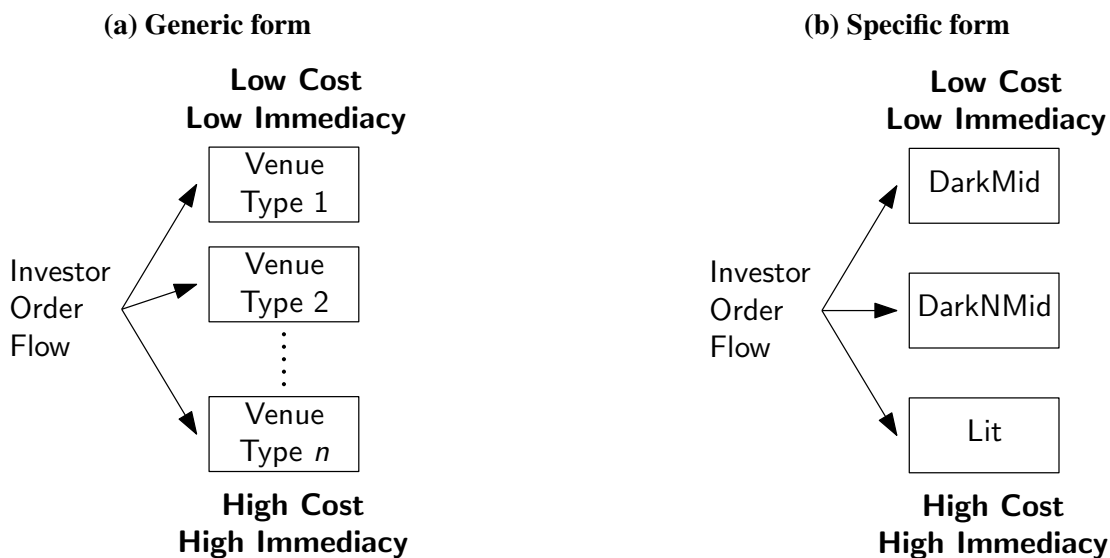 (a) Generic form
Low Cost
Low Immediacy
Venue
Type 1
Investor
Order
Flow
Venue
Type 2
Venue
Type n
High Cost
High Immediacy
(b) Specific form
Low Cost
Low Immediacy
DarkMid
Investor
Order
Flow
DarkNMid
Lit
High Cost
High Immediacy